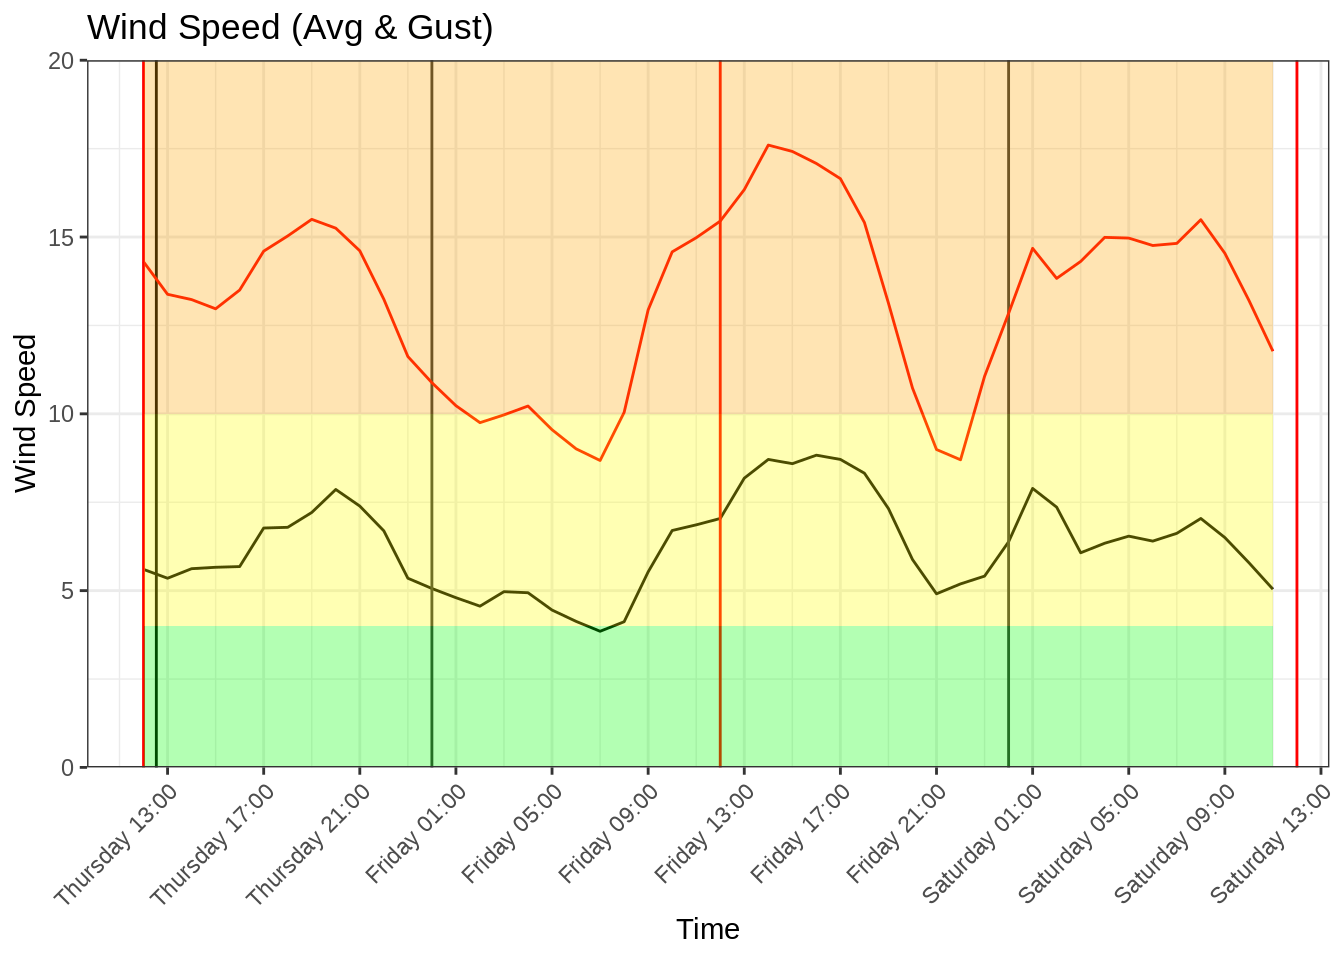 Wind Speed (Avg & Gust)
Wind Speed
20
15
10
5
0
Thursday 13:00
Thursday 17:00
Thursday 21:00
Friday 01:00
Friday 05:00
Friday 09:00
Friday 13:00
Friday 17:00
Friday 21:00
Saturday 01:00
Saturday 05:00
Saturday 09:00
Saturday 13:00
Time